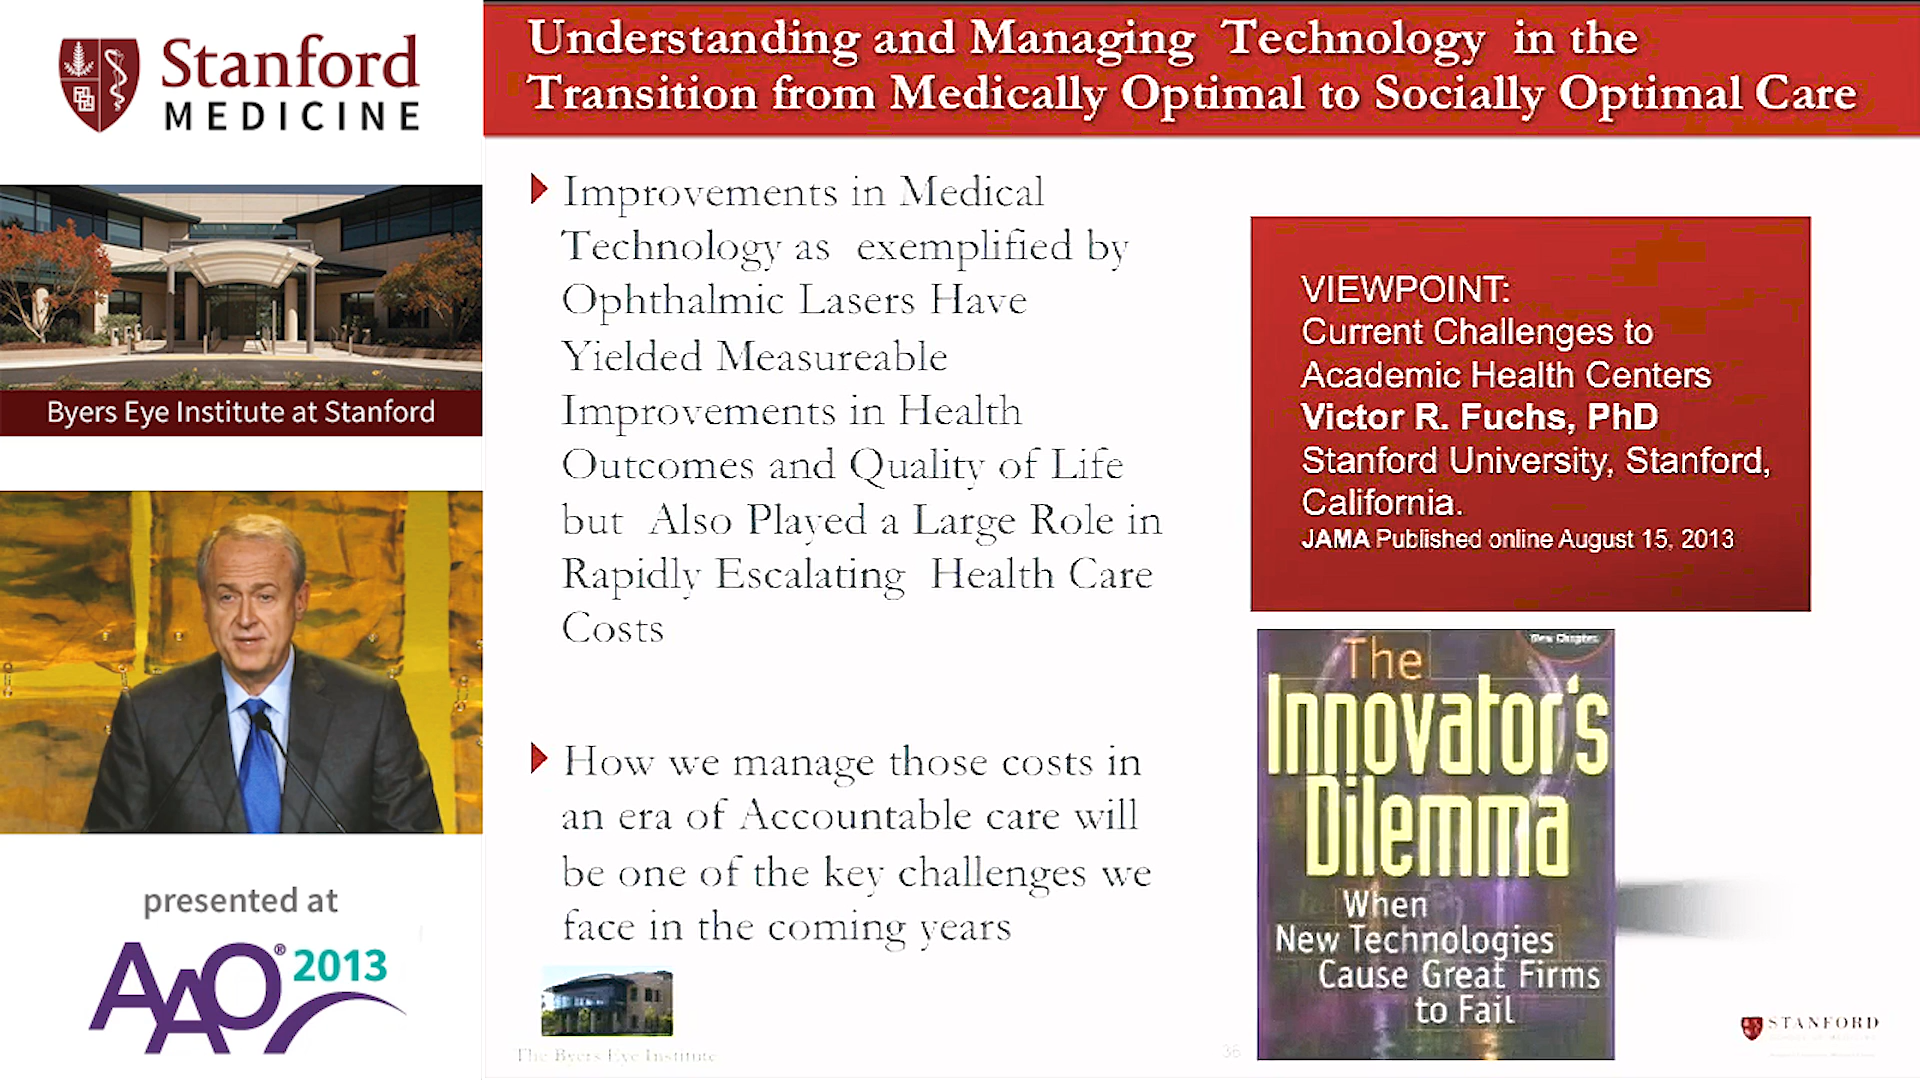 Stanford
MEDICINE
Byers Eye Institute at Stanford
presented at
AAO® 2013
Understanding and Managing Technology in the
Transition from Medically Optimal to Socially Optimal Care
Improvements in Medical
Technology as exemplified by
Ophthalmic Lasers Have
Yielded Measureable
Improvements in Health
Outcomes and Quality of Life
but Also Played a Large Role in
Rapidly Escalating Health Care
Costs
How we manage those costs in
an era of Accountable care will
be one of the key challenges we
face in the coming years
The Byers Eye Institute
36
VIEWPOINT:
Current Challenges to
Academic Health Centers
Victor R. Fuchs, PhD
Stanford University, Stanford,
California.
JAMA Published online August 15, 2013
New Chapter
The
Innovator's
Dilemma
When
New Technologies
Cause Great Firms
to Fail
STANFORD